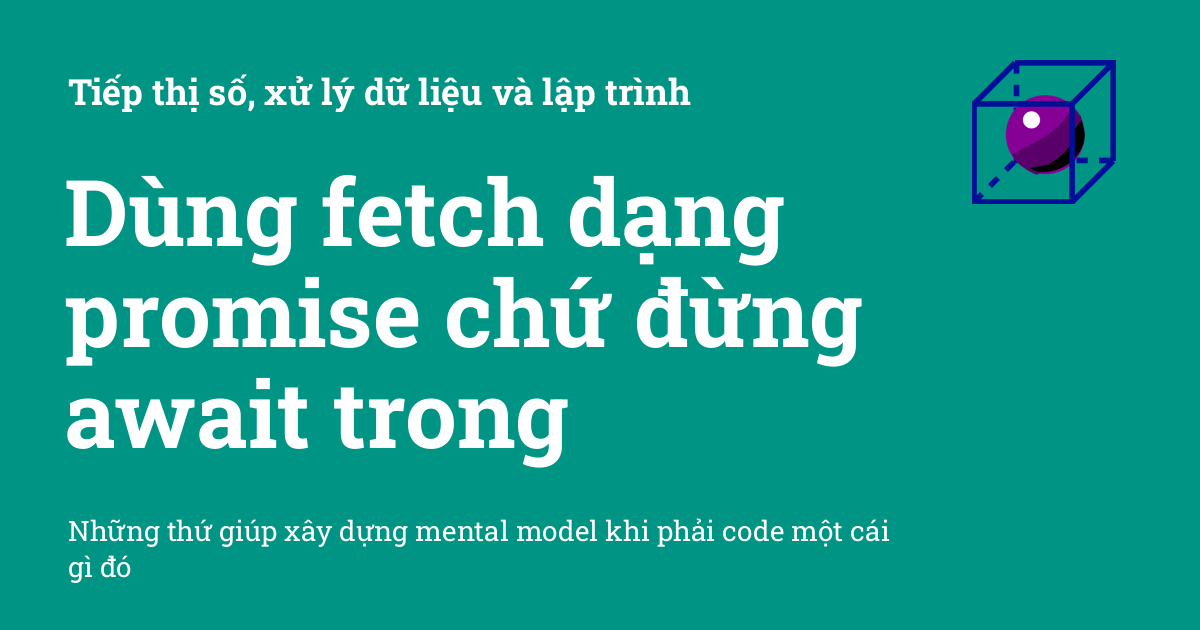 Tiếp thị số, xử lý dữ liệu và lập trình
Dùng fetch dạng
promise chứ đừng
await trong
Những thứ giúp xây dựng mental model khi phải code một cái
gì đó